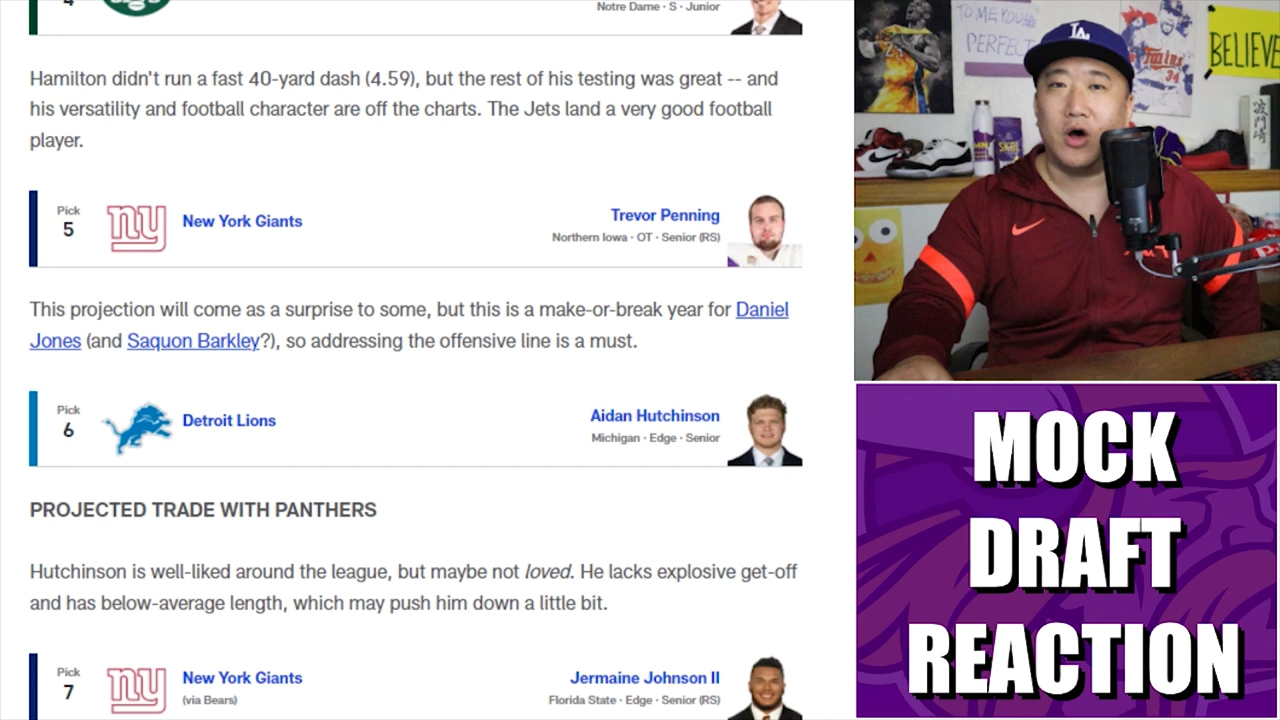 4
Notre Dame · S · Junior
Hamilton didn't run a fast 40-yard dash (4.59), but the rest of his testing was great -- and
his versatility and football character are off the charts. The Jets land a very good football
player.
Pick
5
ny
New York Giants
Trevor Penning
Northern Iowa · OT · Senior (RS)
This projection will come as a surprise to some, but this is a make-or-break year for Daniel
Jones (and Saquon Barkley?), so addressing the offensive line is a must.
Pick
6
Detroit Lions
Aidan Hutchinson
Michigan · Edge · Senior
PROJECTED TRADE WITH PANTHERS
Hutchinson is well-liked around the league, but maybe not loved. He lacks explosive get-off
and has below-average length, which may push him down a little bit.
Pick
7
ny
New York Giants
(via Bears)
Jermaine Johnson II
Florida State · Edge · Senior (RS)
TO ME YOU'RE
PERFECT
Twins
34
BELIEVE
LA
SKOL
MOCK
DRAFT
REACTION